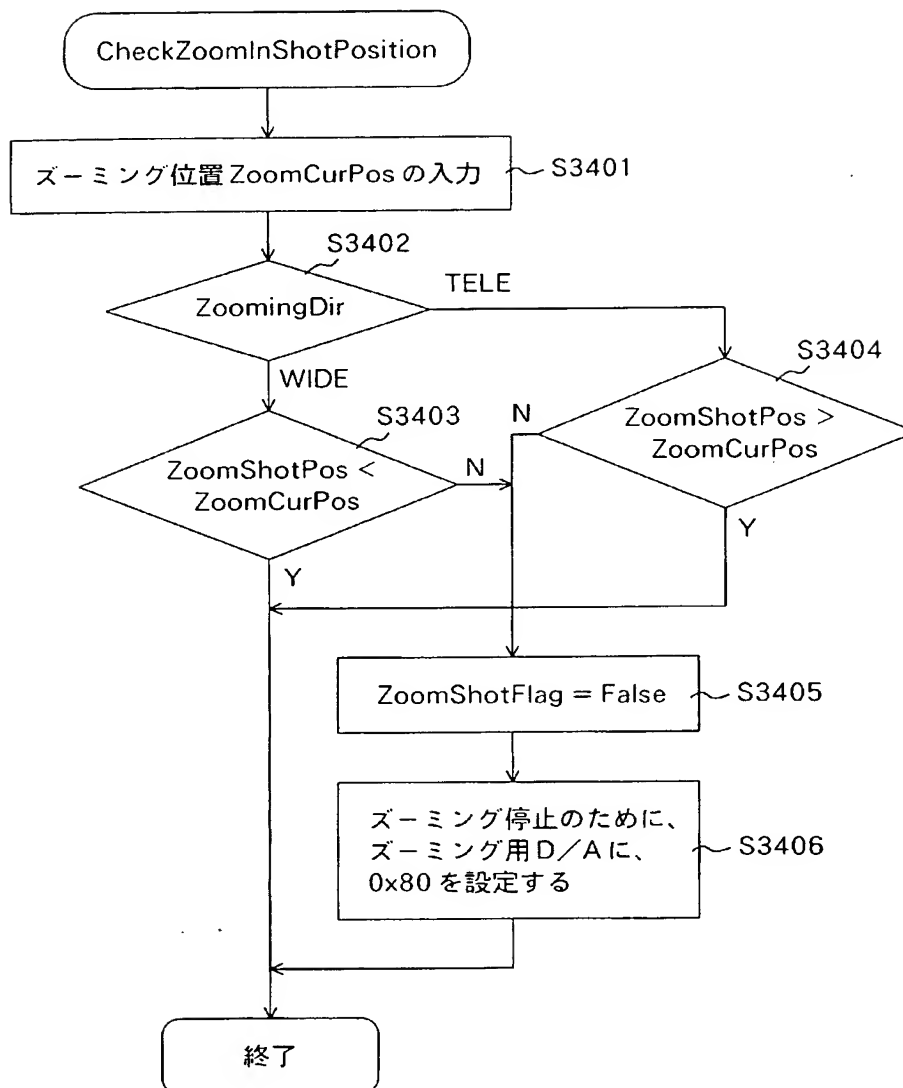 CheckZoomInShotPosition
ズーミング位置ZoomCurPosの入力
S3401
S3402
ZoomingDir
TELE
WIDE
S3403
ZoomShotPos <
ZoomCurPos
N
Y
S3404
ZoomShotPos >
ZoomCurPos
N
Y
ZoomShotFlag = False
S3405
ズーミング停止のために、
ズーミング用D/Aに、
0x80を設定する
S3406
終了